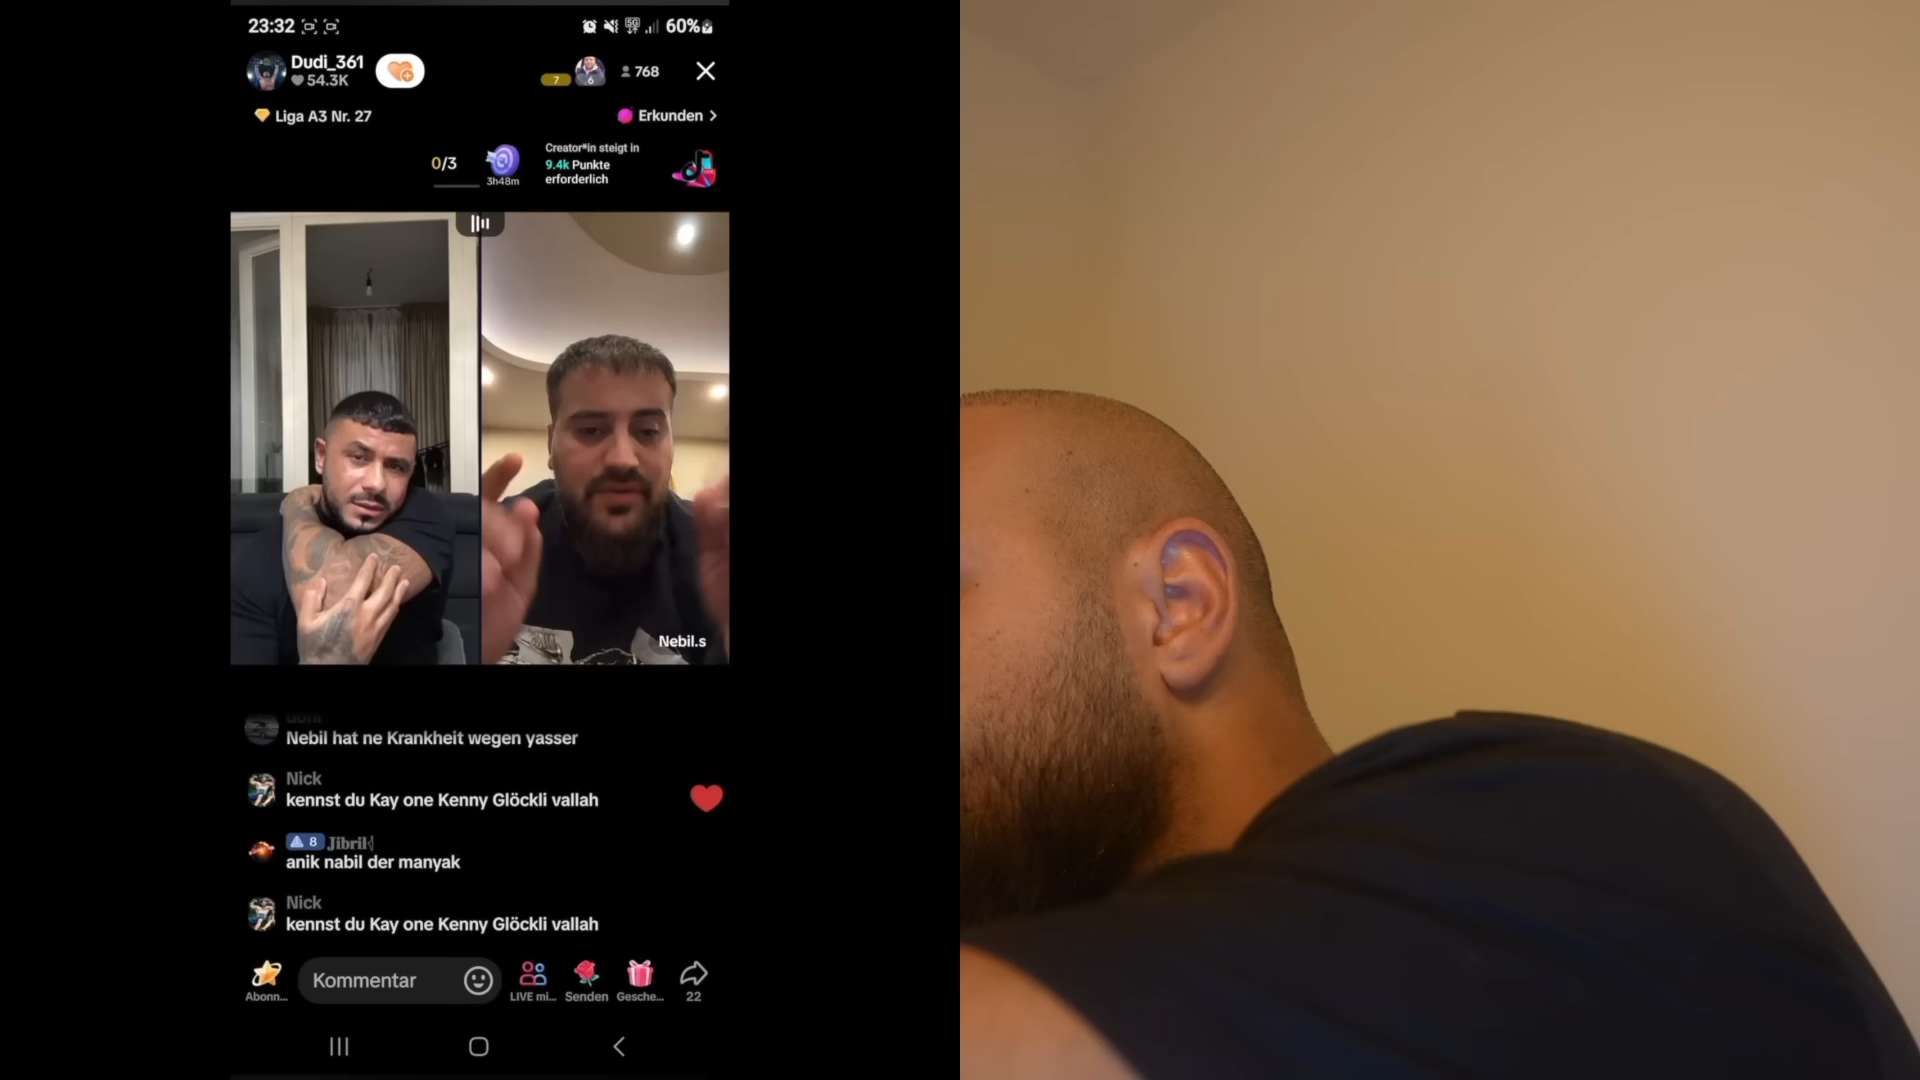 23:32
5G
60%
Dudi_361
54.3K
7
6
768
Liga A3 Nr. 27
Erkunden >
0/3
3h48m
Creator*in steigt in
9.4k Punkte
erforderlich
Nebil.s
Nebil hat ne Krankheit wegen yasser
Nick
kennst du Kay one Kenny Glöckli vallah
8 Jibril
anik nabil der manyak
Nick
kennst du Kay one Kenny Glöckli vallah
Kommentar
Abonn...
LIVE mi...
Senden
Gesche...
22